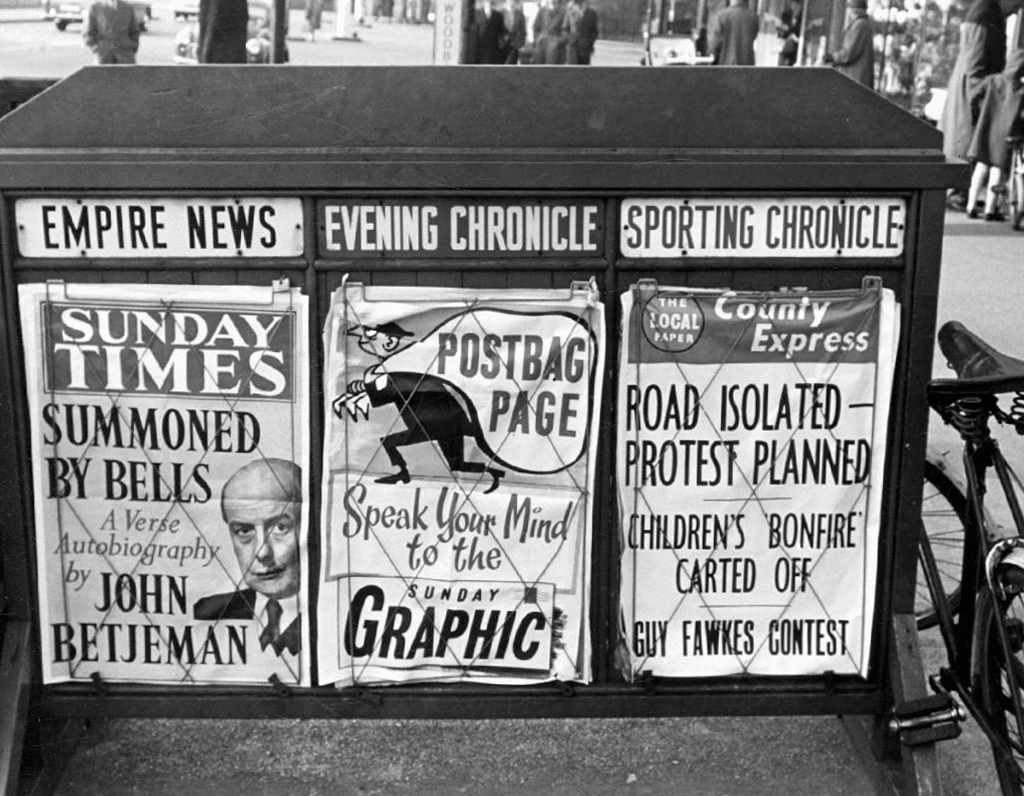 WOODB
EMPIRE NEWS
EVENING CHRONICLE
SPORTING CHRONICLE
SUNDAY
TIMES
SUMMONED
BY BELLS
A Verse
Autobiography
by JOHN
BETJEMAN
POSTBAG
PAGE
Speak Your Mind
to the
SUNDAY
GRAPHIC
THE
LOCAL
PAPER
County
Express
ROAD ISOLATED—
PROTEST PLANNED
CHILDREN'S 'BONFIRE'
CARTED OFF
GUY FAWKES CONTEST